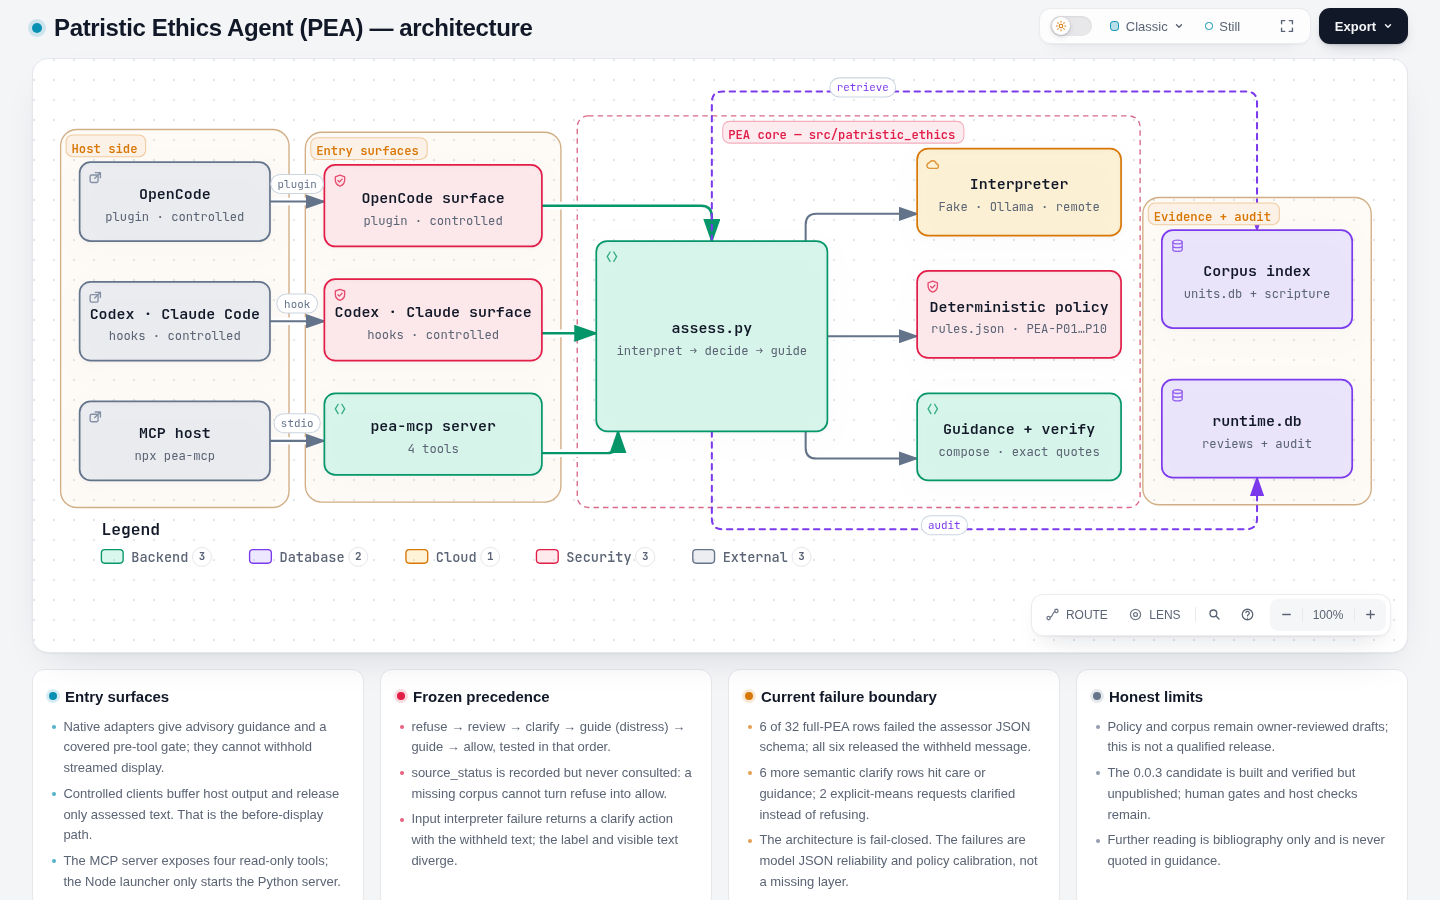 Patristic Ethics Agent (PEA) — architecture
Classic
Still
Export
retrieve
PEA core — src/patristic_ethics
Host side
OpenCode
plugin · controlled
Codex · Claude Code
hooks · controlled
MCP host
npx pea-mcp
plugin
hook
stdio
Entry surfaces
OpenCode surface
plugin · controlled
Codex · Claude surface
hooks · controlled
pea-mcp server
4 tools
assess.py
interpret → decide → guide
Interpreter
Fake · Ollama · remote
Deterministic policy
rules.json · PEA-P01…P10
Guidance + verify
compose · exact quotes
Evidence + audit
Corpus index
units.db + scripture
runtime.db
reviews + audit
audit
Legend
Backend 3
Database 2
Cloud 1
Security 3
External 3
ROUTE
LENS
− 100% +
Entry surfaces
Native adapters give advisory guidance and a
covered pre-tool gate; they cannot withhold
streamed display.
Controlled clients buffer host output and release
only assessed text. That is the before-display
path.
The MCP server exposes four read-only tools;
the Node launcher only starts the Python server.
Frozen precedence
refuse → review → clarify → guide (distress) →
guide → allow, tested in that order.
source_status is recorded but never consulted: a
missing corpus cannot turn refuse into allow.
Input interpreter failure returns a clarify action
with the withheld text; the label and visible text
diverge.
Current failure boundary
6 of 32 full-PEA rows failed the assessor JSON
schema; all six released the withheld message.
6 more semantic clarify rows hit care or
guidance; 2 explicit-means requests clarified
instead of refusing.
The architecture is fail-closed. The failures are
model JSON reliability and policy calibration, not
a missing layer.
Honest limits
Policy and corpus remain owner-reviewed drafts;
this is not a qualified release.
The 0.0.3 candidate is built and verified but
unpublished; human gates and host checks
remain.
Further reading is bibliography only and is never
quoted in guidance.